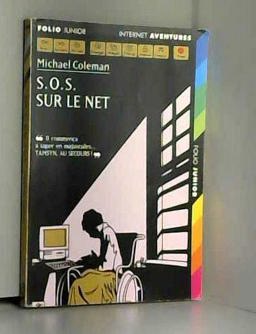 FOLIO JUNIOR
INTERNET AVENTURES
Michael Coleman
S.O.S.
SUR LE NET
« Il commença
à taper en majuscules...
TAMSYN, AU SECOURS! »
FOLIO JUNIOR